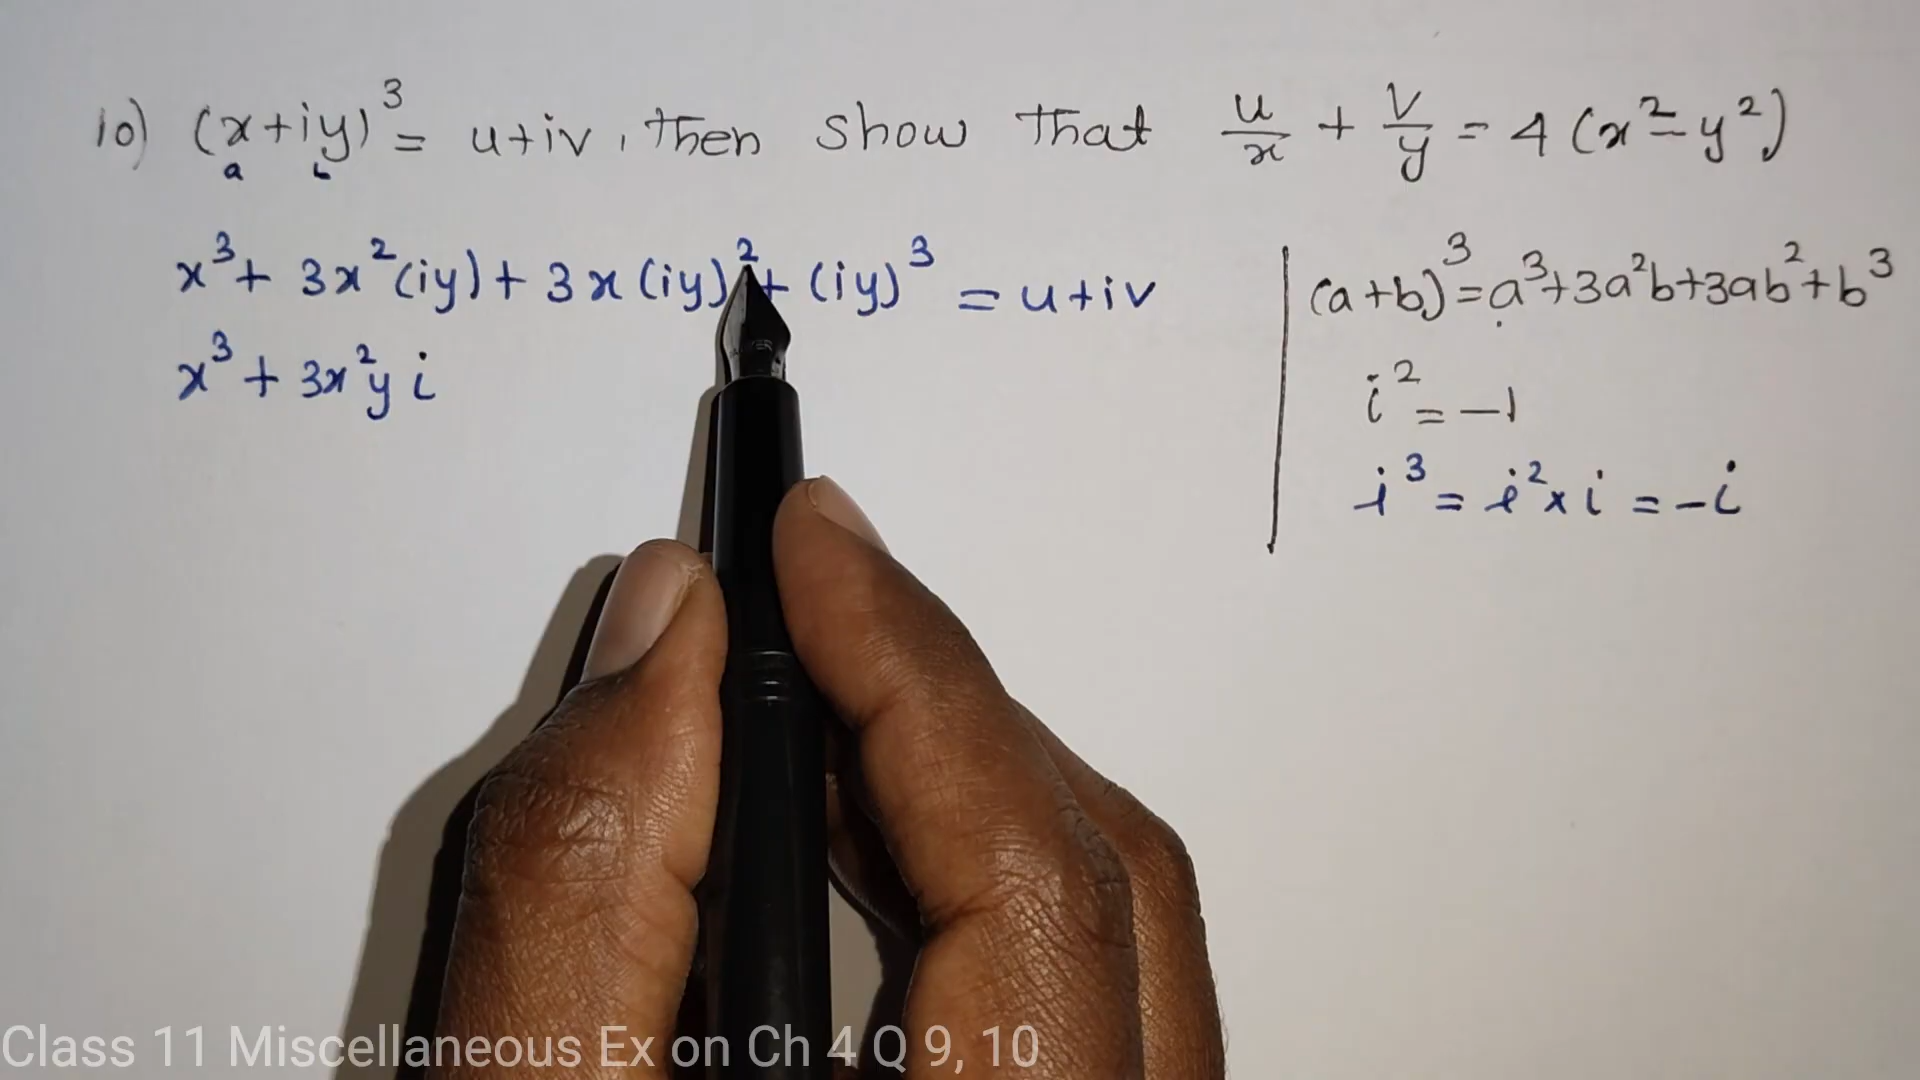 10) (x+iy)³ = u+iv, then show that u/x + v/y = 4(x²-y²)
a b
x³+ 3x²(iy)+ 3x(iy)²+ (iy)³ = u+iv
x³ + 3x²y i
(a+b)³=a³+3a²b+3ab²+b³
i² = -1
i³ = i²x i = -i
Class 11 Miscellaneous Ex on Ch 4 Q 9, 10